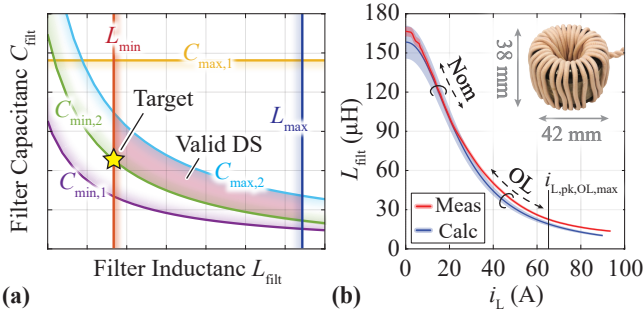 Filter Capacitanc C_filt
L_min
C_max,1
Target
C_min,2
L_max
Valid DS
C_max,2
C_min,1
Filter Inductanc L_filt
(a)
180
150
120
90
60
30
0
L_filt (μH)
Nom
38 mm
42 mm
OL
i_L,pk,OL,max
Meas
Calc
0 20 40 60 80 100
i_L (A)
(b)